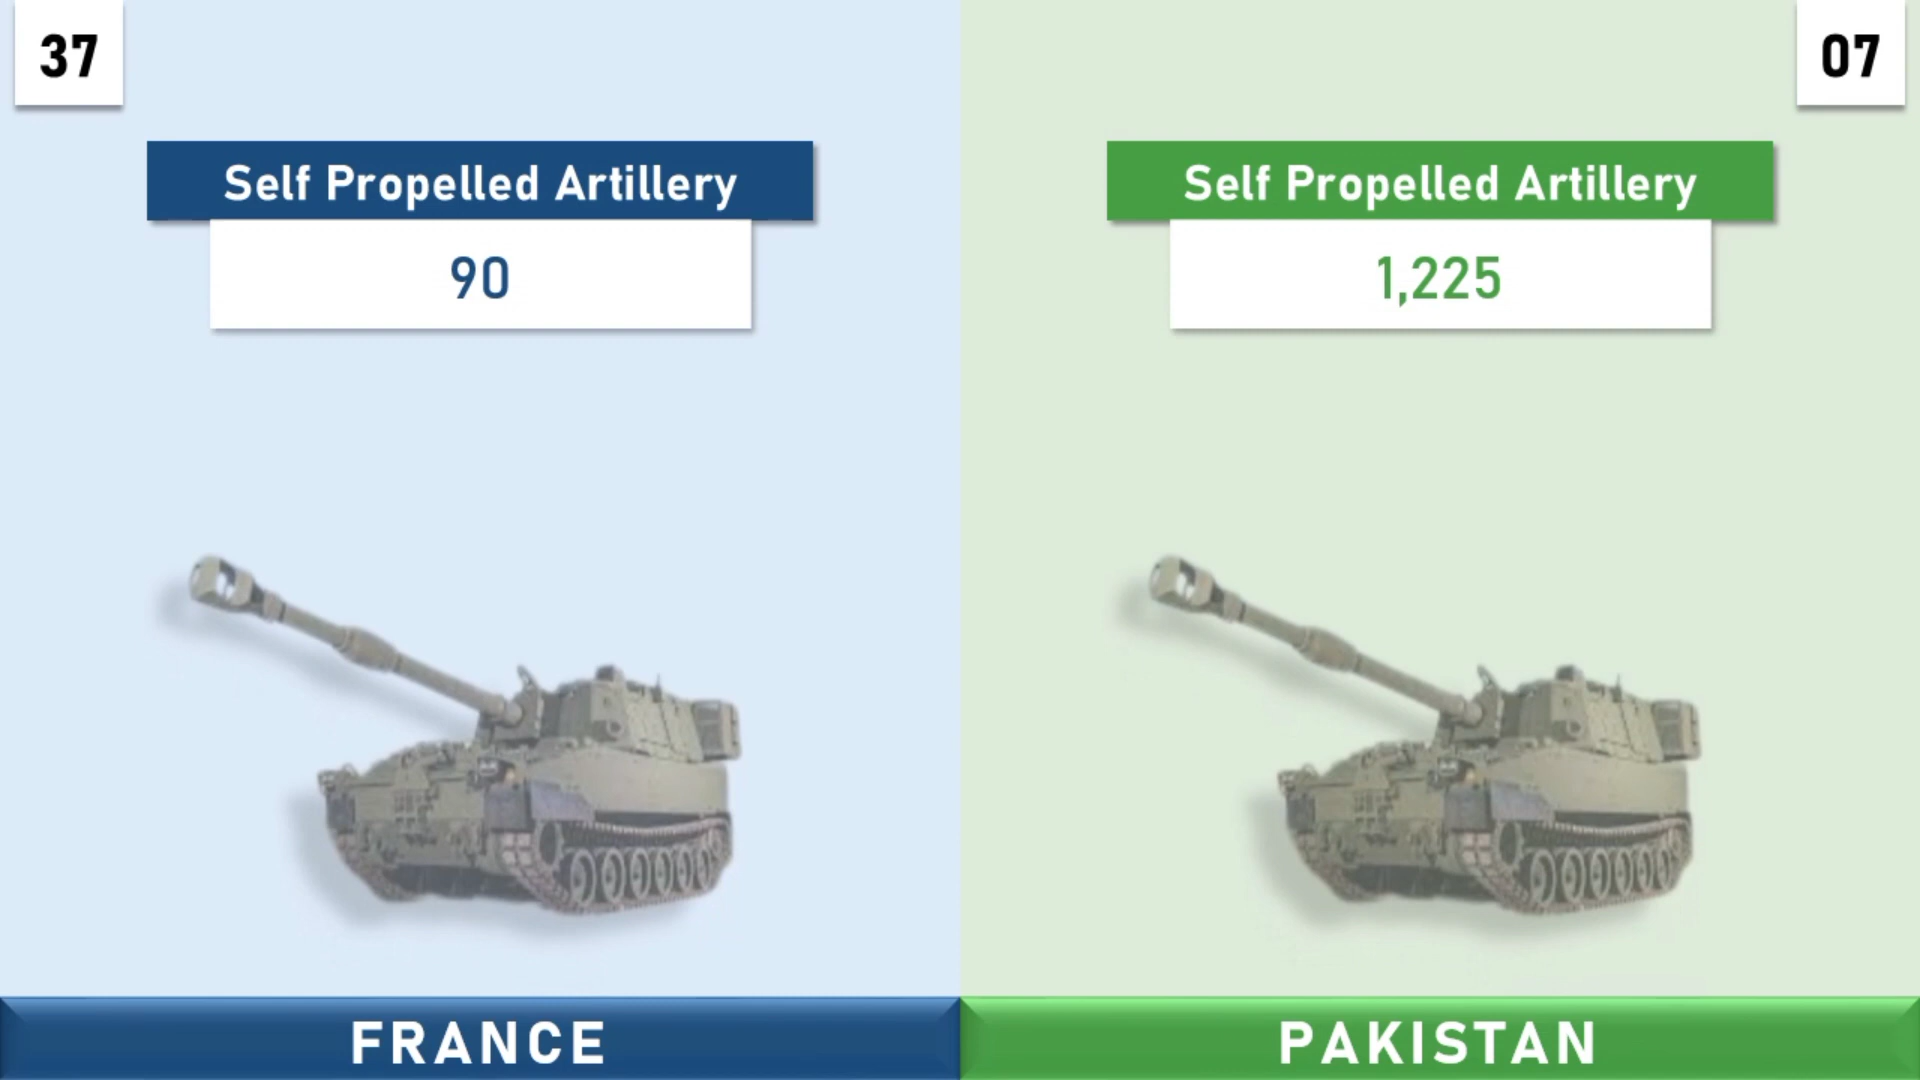 37
Self Propelled Artillery
90
FRANCE
07
Self Propelled Artillery
1,225
PAKISTAN